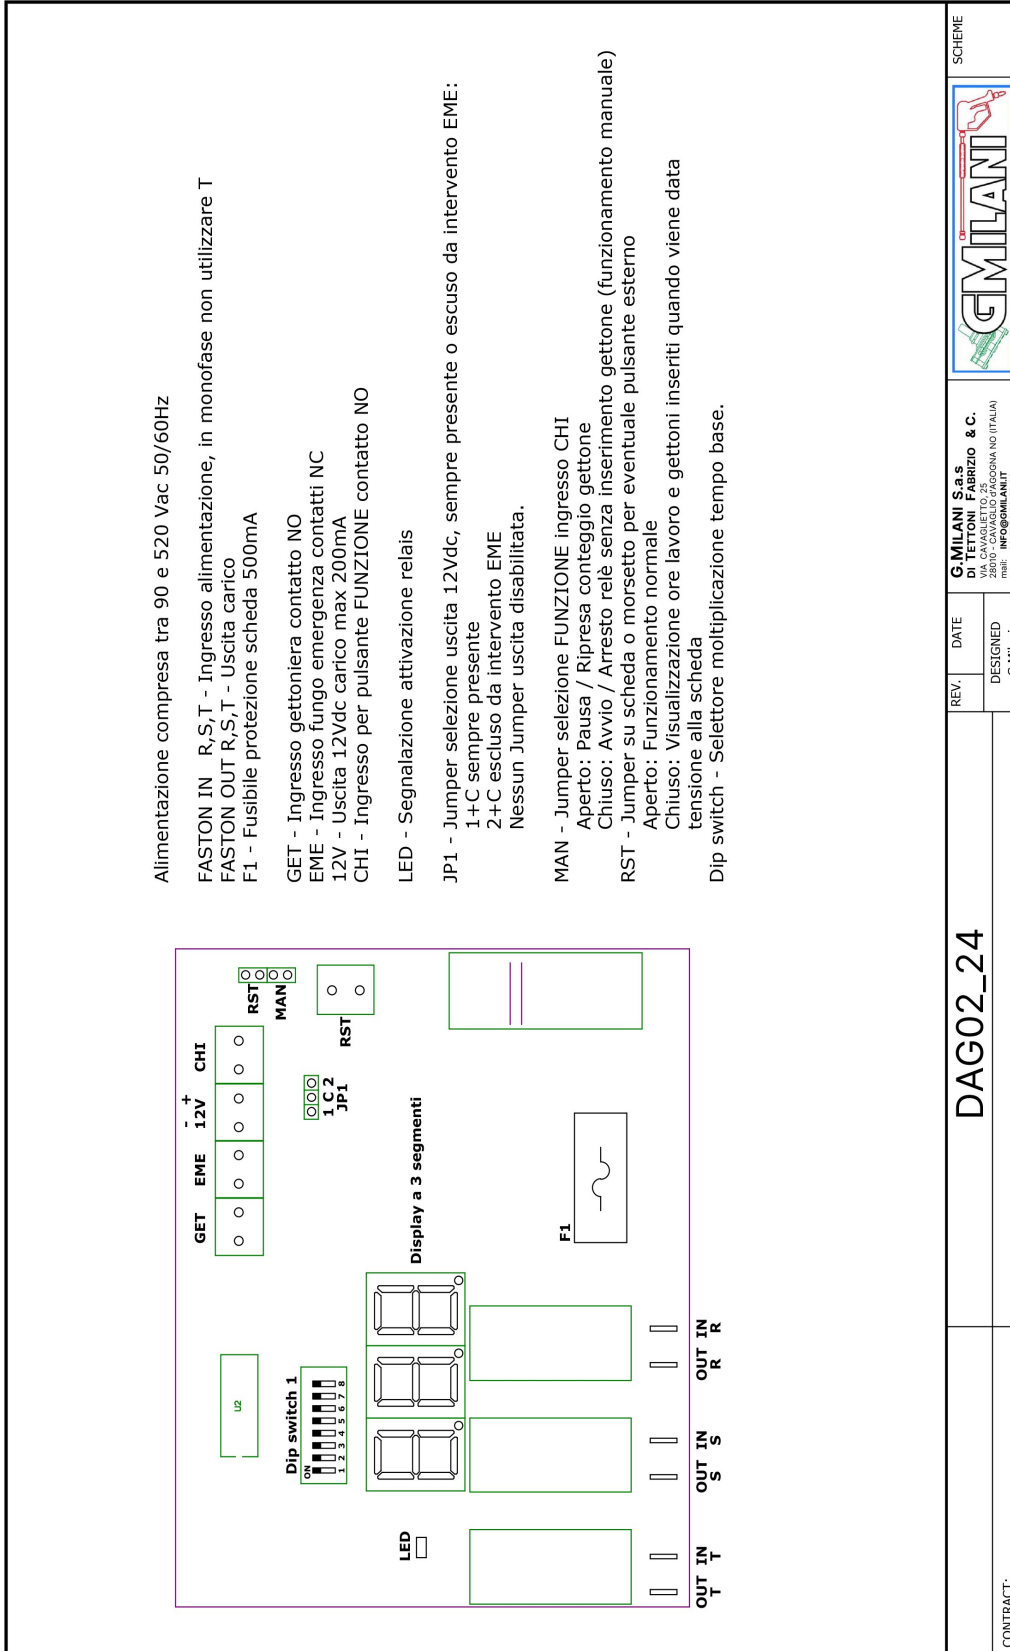 Alimentazione compresa tra 90 e 520 Vac 50/60Hz
FASTON IN R,S,T - Ingresso alimentazione, in monofase non utilizzare T
FASTON OUT R,S,T - Uscita carico
F1 - Fusibile protezione scheda 500mA
GET - Ingresso gettoniera contatto NO
EME - Ingresso fungo emergenza contatti NC
12V - Uscita 12Vdc carico max 200mA
CHI - Ingresso per pulsante FUNZIONE contatto NO
LED - Segnalazione attivazione relais
JP1 - Jumper selezione uscita 12Vdc, sempre presente o escuso da intervento EME:
1+C sempre presente
2+C escluso da intervento EME
Nessun Jumper uscita disabilitata.
MAN - Jumper selezione FUNZIONE ingresso CHI
Aperto: Pausa / Ripresa conteggio gettone
Chiuso: Avvio / Arresto relè senza inserimento gettone (funzionamento manuale)
RST - Jumper su scheda o morsetto per eventuale pulsante esterno
Aperto: Funzionamento normale
Chiuso: Visualizzazione ore lavoro e gettoni inseriti quando viene data
tensione alla scheda
Dip switch - Selettore moltiplicazione tempo base.
GET
EME
- +
12V
CHI
RST
MAN
RST
1 C 2
JP1
U2
Dip switch 1
ON
1 2 3 4 5 6 7 8
Display a 3 segmenti
LED
F1
OUT IN
T T
OUT IN
S S
OUT IN
R R
CONTRACT:
DAG02_24
REV.
DATE
DESIGNED
G.MILANI S.a.s
DI TETTONI FABRIZIO & C.
VIA CAVAGLIETTO, 25
28010 - CAVAGLIO d'AGOGNA NO (ITALIA)
mail: INFO@GMILANI.IT
GMILANI
SCHEME